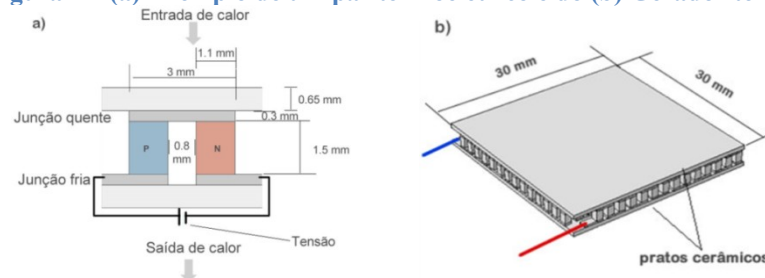 a)
Entrada de calor
1.1 mm
3 mm
0.65 mm
Junção quente
0.3 mm
P
0.8 mm
N
1.5 mm
Junção fria
Tensão
Saída de calor
b)
30 mm
30 mm
pratos cerâmicos